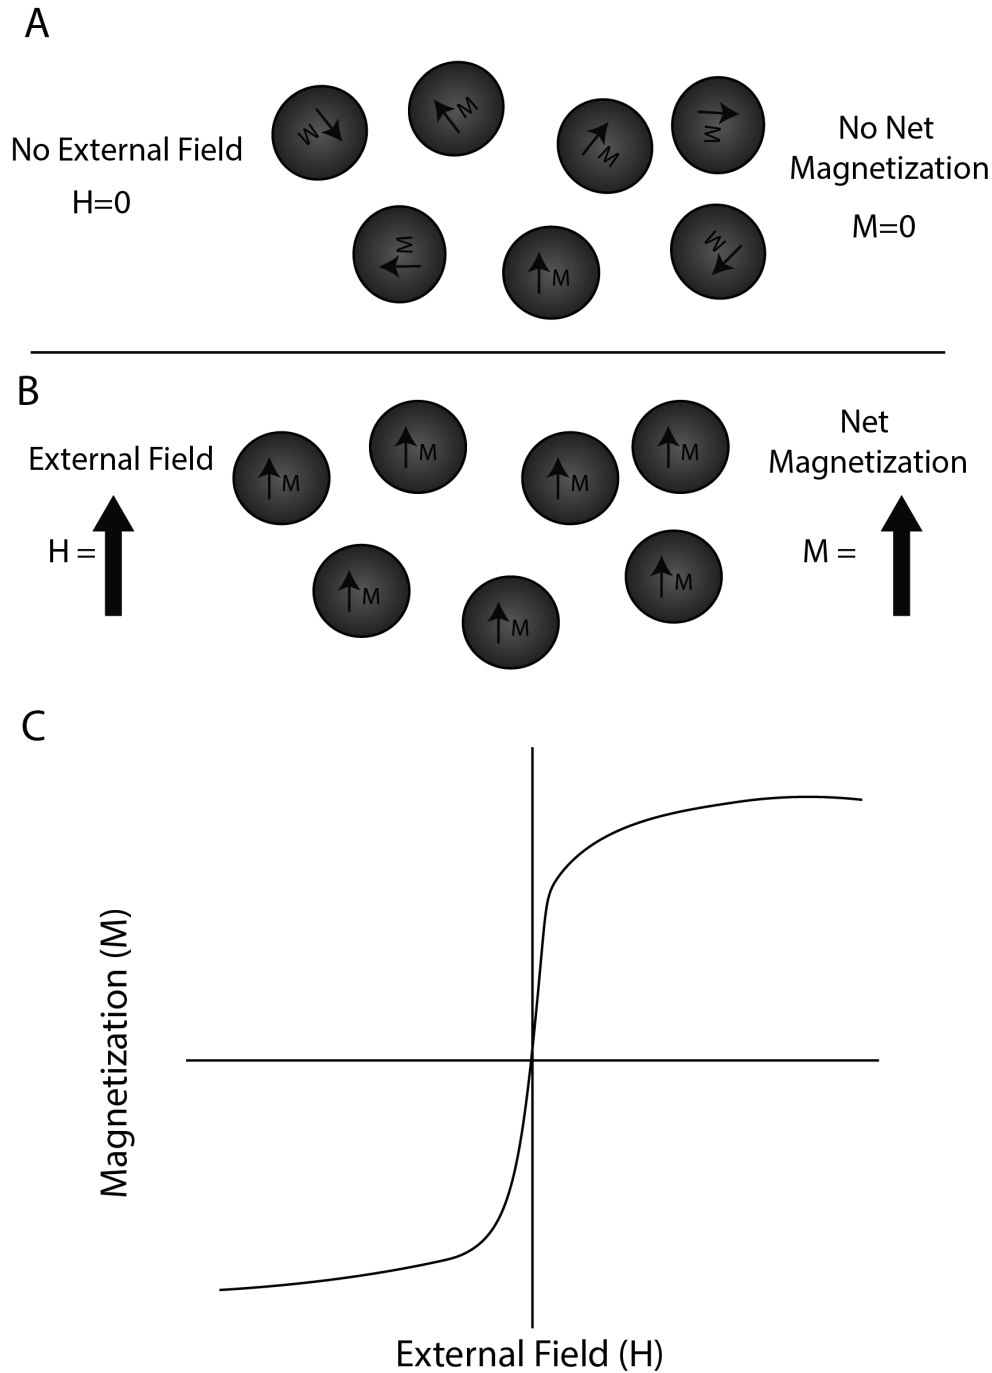 A
No External Field
H=0
M
M
M
M
M
M
M
No Net
Magnetization
M=0
B
External Field
H =
M
M
M
M
M
M
M
Net
Magnetization
M =
C
Magnetization (M)
External Field (H)